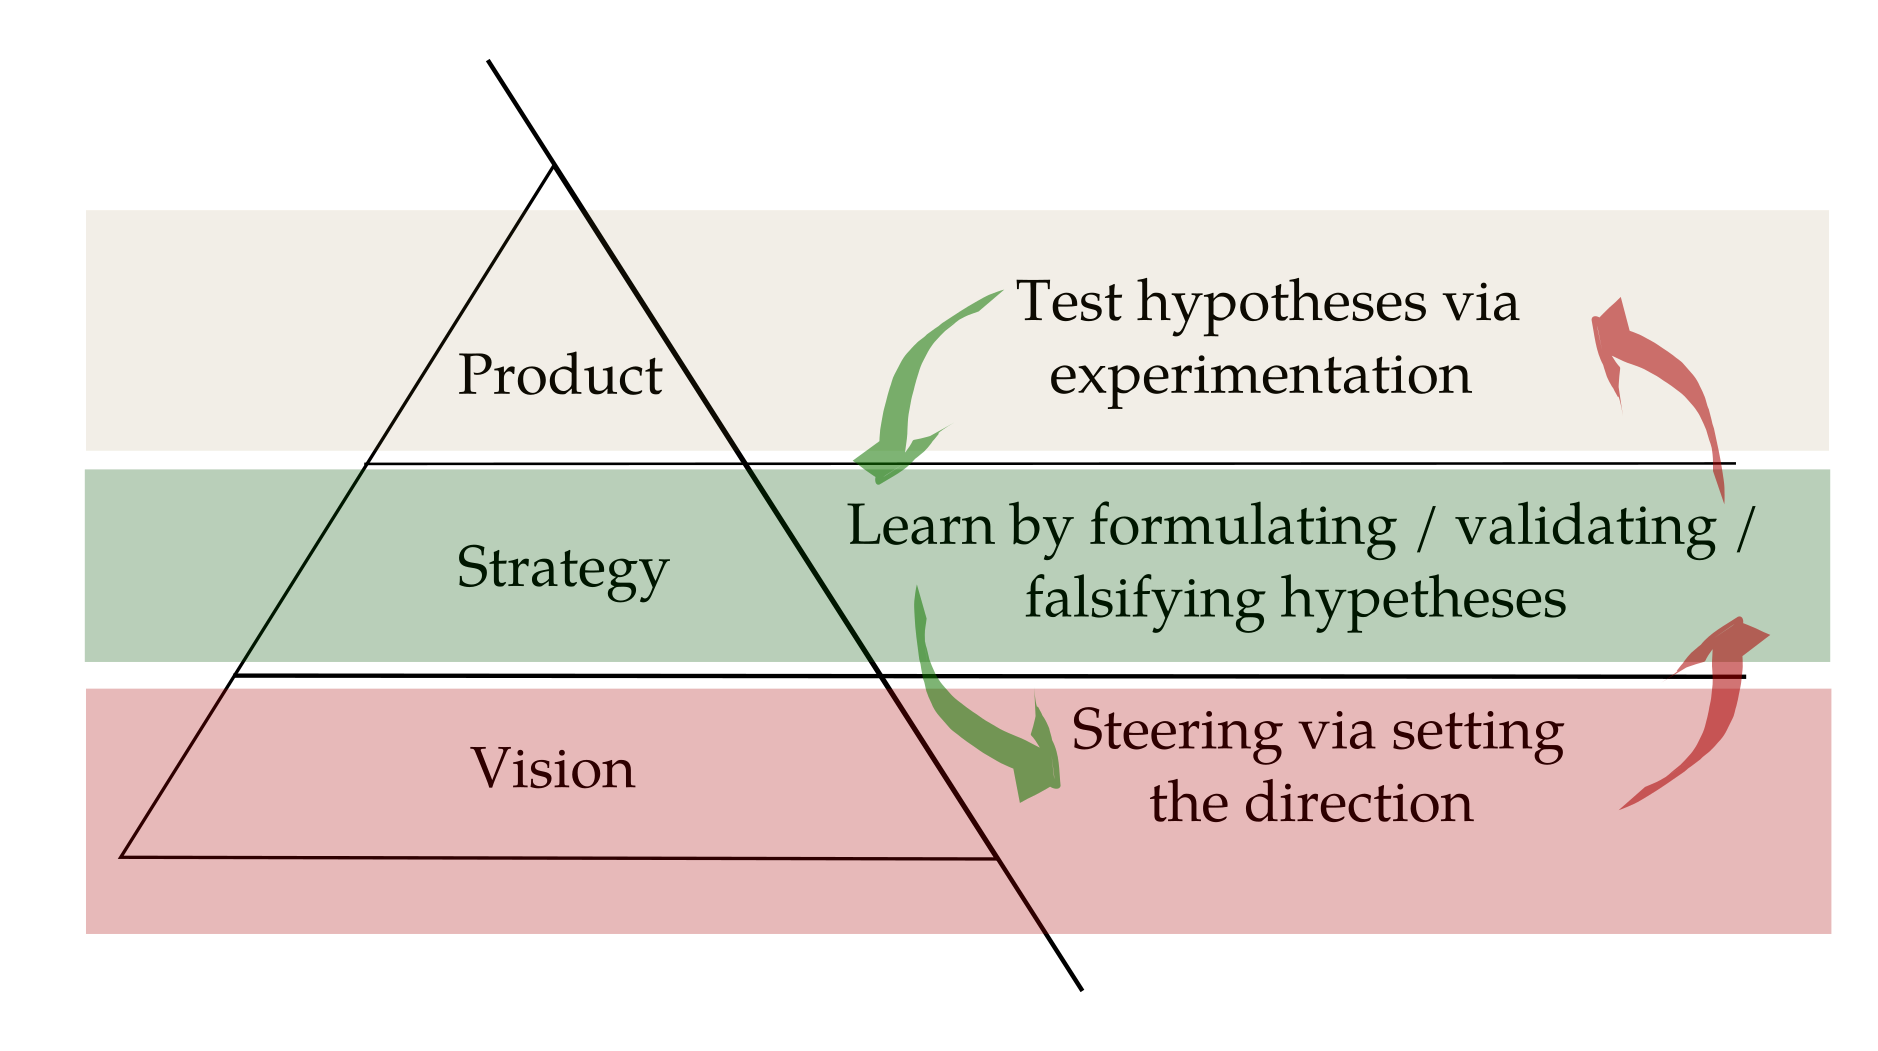 Product
Test hypotheses via
experimentation
Strategy
Learn by formulating / validating /
falsifying hypetheses
Vision
Steering via setting
the direction